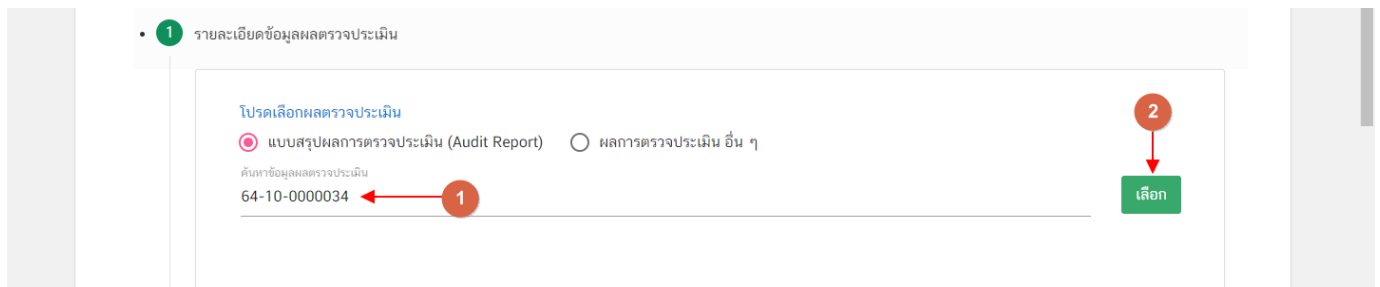 1 รายละเอียดข้อมูลผลตรวจประเมิน
โปรดเลือกผลตรวจประเมิน
2
แบบสรุปผลการตรวจประเมิน (Audit Report) ผลการตรวจประเมิน อื่น ๆ
ค้นหาข้อมูลผลตรวจประเมิน
64-10-0000034 1 เลือก